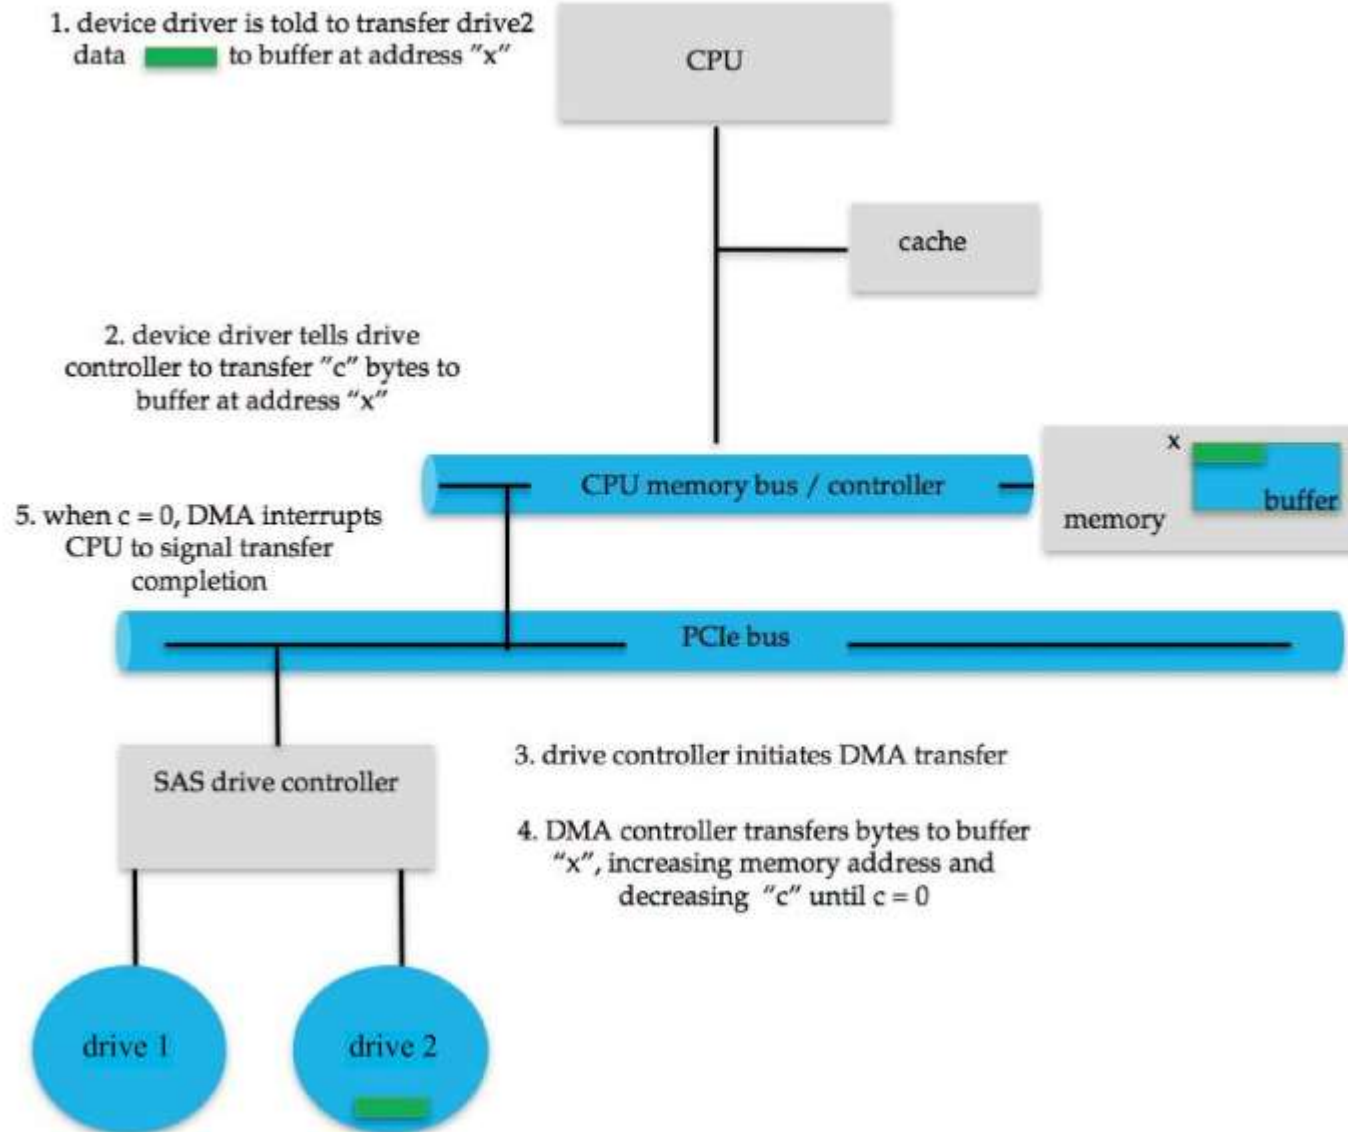 1. device driver is told to transfer drive2
data to buffer at address "x"
CPU
cache
2. device driver tells drive
controller to transfer "c" bytes to
buffer at address "x"
x
buffer
CPU memory bus / controller
memory
5. when c = 0, DMA interrupts
CPU to signal transfer
completion
PCIe bus
3. drive controller initiates DMA transfer
SAS drive controller
4. DMA controller transfers bytes to buffer
"x", increasing memory address and
decreasing "c" until c = 0
drive 1
drive 2